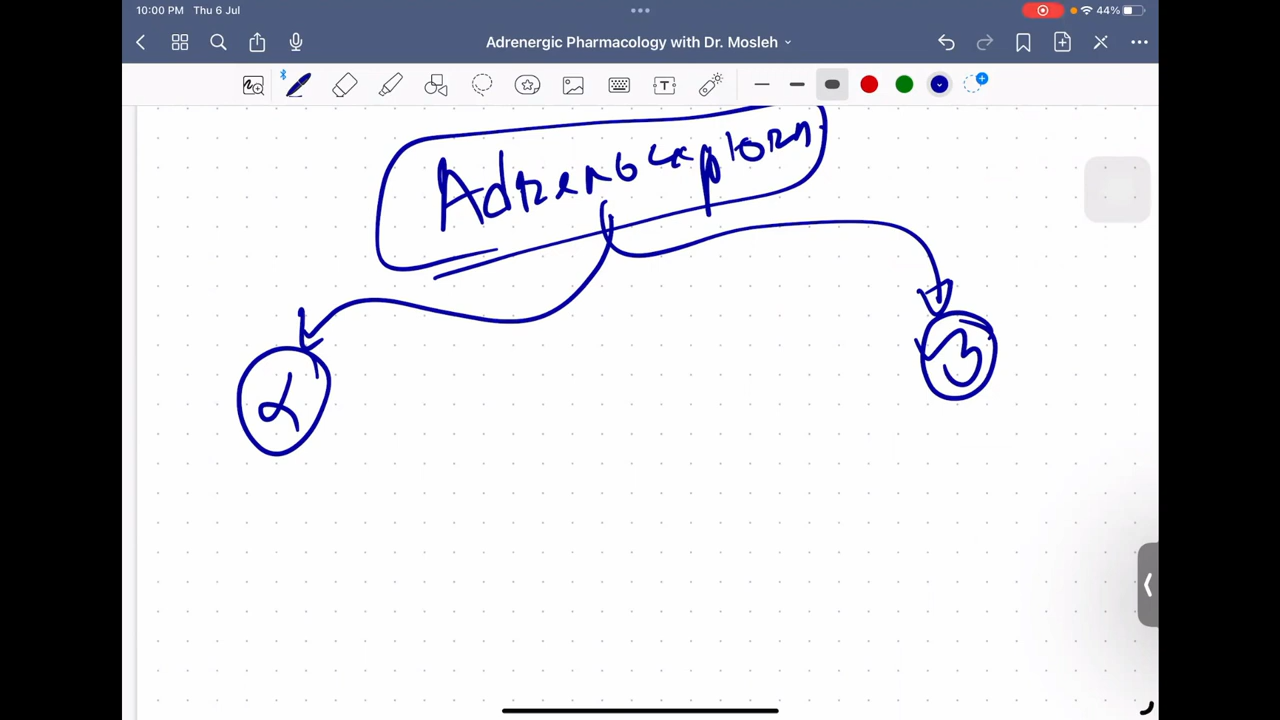 10:00 PM Thu 6 Jul 44%
Adrenergic Pharmacology with Dr. Mosleh
T
Adrenoceptors
α
β